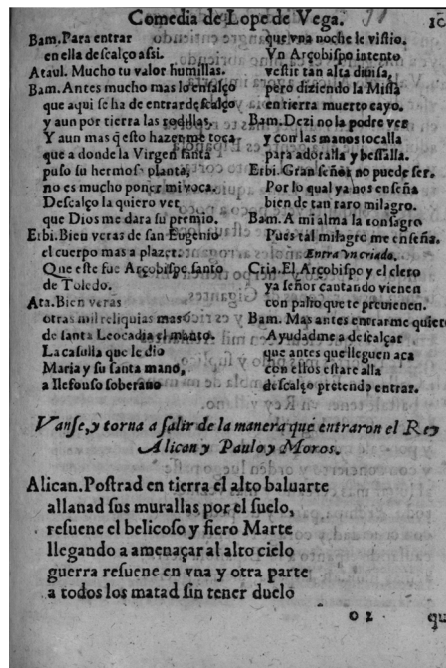 Comedia de Lope de Vega.
Bam. Para entrar
en ella descalço assi.
Ataul. Mucho tu valor humillas.
Bam. Antes mucho mas lo ensalço
que aqui se ha de entrar descalço
y aun por tierra las rodillas.
Y aun mas q̃ esto hazer me toca
que a donde la Virgen santa
puso su hermosa planta,
no es mucho poner mi voca.
Descalço la quiero ver
que Dios me dara su premio.
Erbi. Bien veras de san Eugenio
el cuerpo mas a plazer.
Que este fue Arçobispo santo
de Toledo.
Ata. Bien veras
otras mil reliquias mas
de santa Leocadia el manto.
La casulla que le dio
Maria y su santa mano,
a Ilefonso soberano
que vna noche le vistio.
Vn Arçobispo intento
vestir tan alta diuisa,
pero diziendo la Missa
en tierra muerto cayo.
Bam. Dezi no la podre ver
y con las manos tocalla
para adoralla y besalla.
Erbi. Gran señor no puede ser.
Por lo qual ya nos enseña
bien de tan raro milagro.
Bam. A mi alma la consagro
Pues tal milagro me enseña.
Entra vn criado.
Cria. El Arçobispo y el clero
ya señor cantando vienen
con palio que te preuienen.
Bam. Mas antes entrarme quiero
Ayudadme a descalçar
que antes que lleguen aca
con ellos estare alla
descalço pretendo entrar.
Vanse, y torna a salir de la manera que entraron el Rey
Alican y Paulo y Moros.
Alican. Postrad en tierra el alto baluarte
allanad sus murallas por el suelo,
resuene el belicoso y fiero Marte
llegando a amenaçar al alto cielo
guerra resuene en vna y otra parte
a todos los matad sin tener duelo
O 2 qu